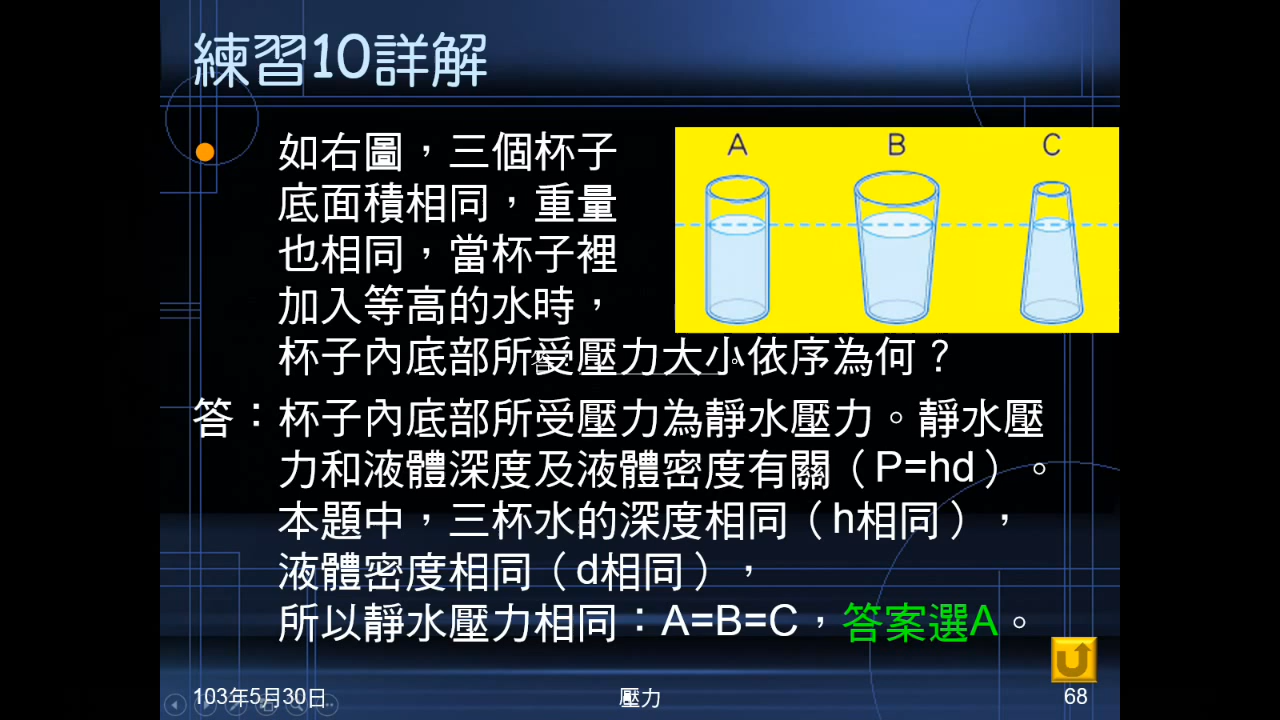 練習10詳解
A B C
如右圖，三個杯子
底面積相同，重量
也相同，當杯子裡
加入等高的水時，
杯子內底部所受壓力大小依序為何？
答：杯子內底部所受壓力為靜水壓力。靜水壓
力和液體深度及液體密度有關（P=hd）。
本題中，三杯水的深度相同（h相同），
液體密度相同（d相同），
所以靜水壓力相同：A=B=C，答案選A。
103年5月30日 壓力 68